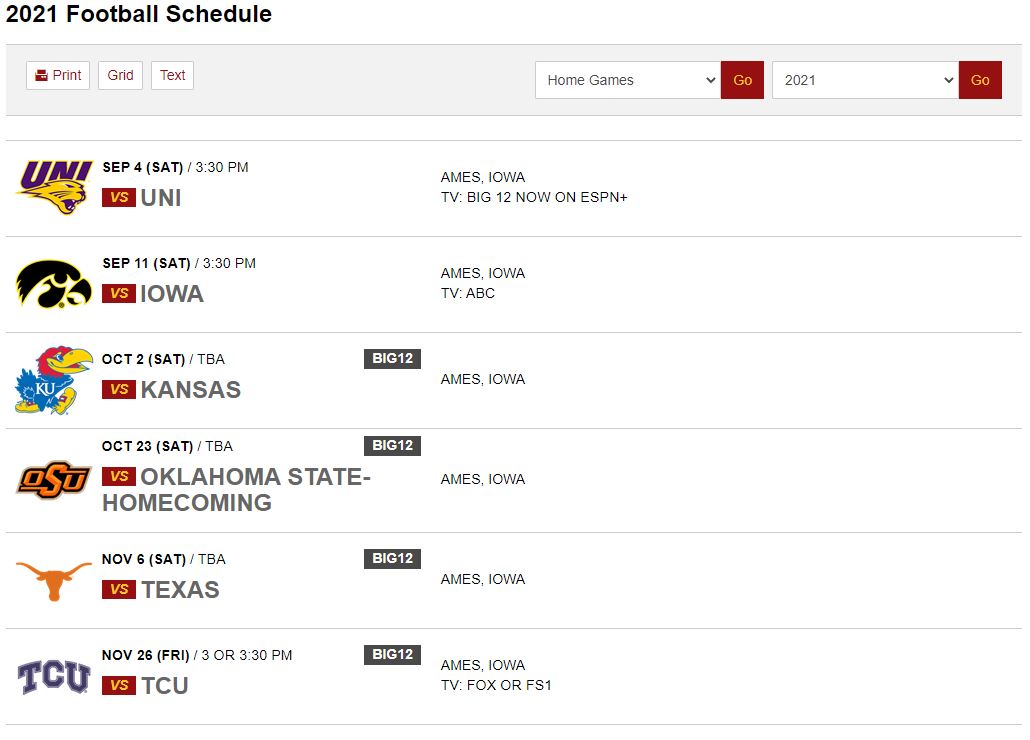 2021 Football Schedule
Print Grid Text Home Games Go 2021 Go
UNI
SEP 4 (SAT) / 3:30 PM
VS UNI
AMES, IOWA
TV: BIG 12 NOW ON ESPN+
SEP 11 (SAT) / 3:30 PM
VS IOWA
AMES, IOWA
TV: ABC
KU
OCT 2 (SAT) / TBA BIG12
VS KANSAS
AMES, IOWA
OSU
OCT 23 (SAT) / TBA BIG12
VS OKLAHOMA STATE-
HOMECOMING
AMES, IOWA
NOV 6 (SAT) / TBA BIG12
VS TEXAS
AMES, IOWA
TCU
NOV 26 (FRI) / 3 OR 3:30 PM BIG12
VS TCU
AMES, IOWA
TV: FOX OR FS1